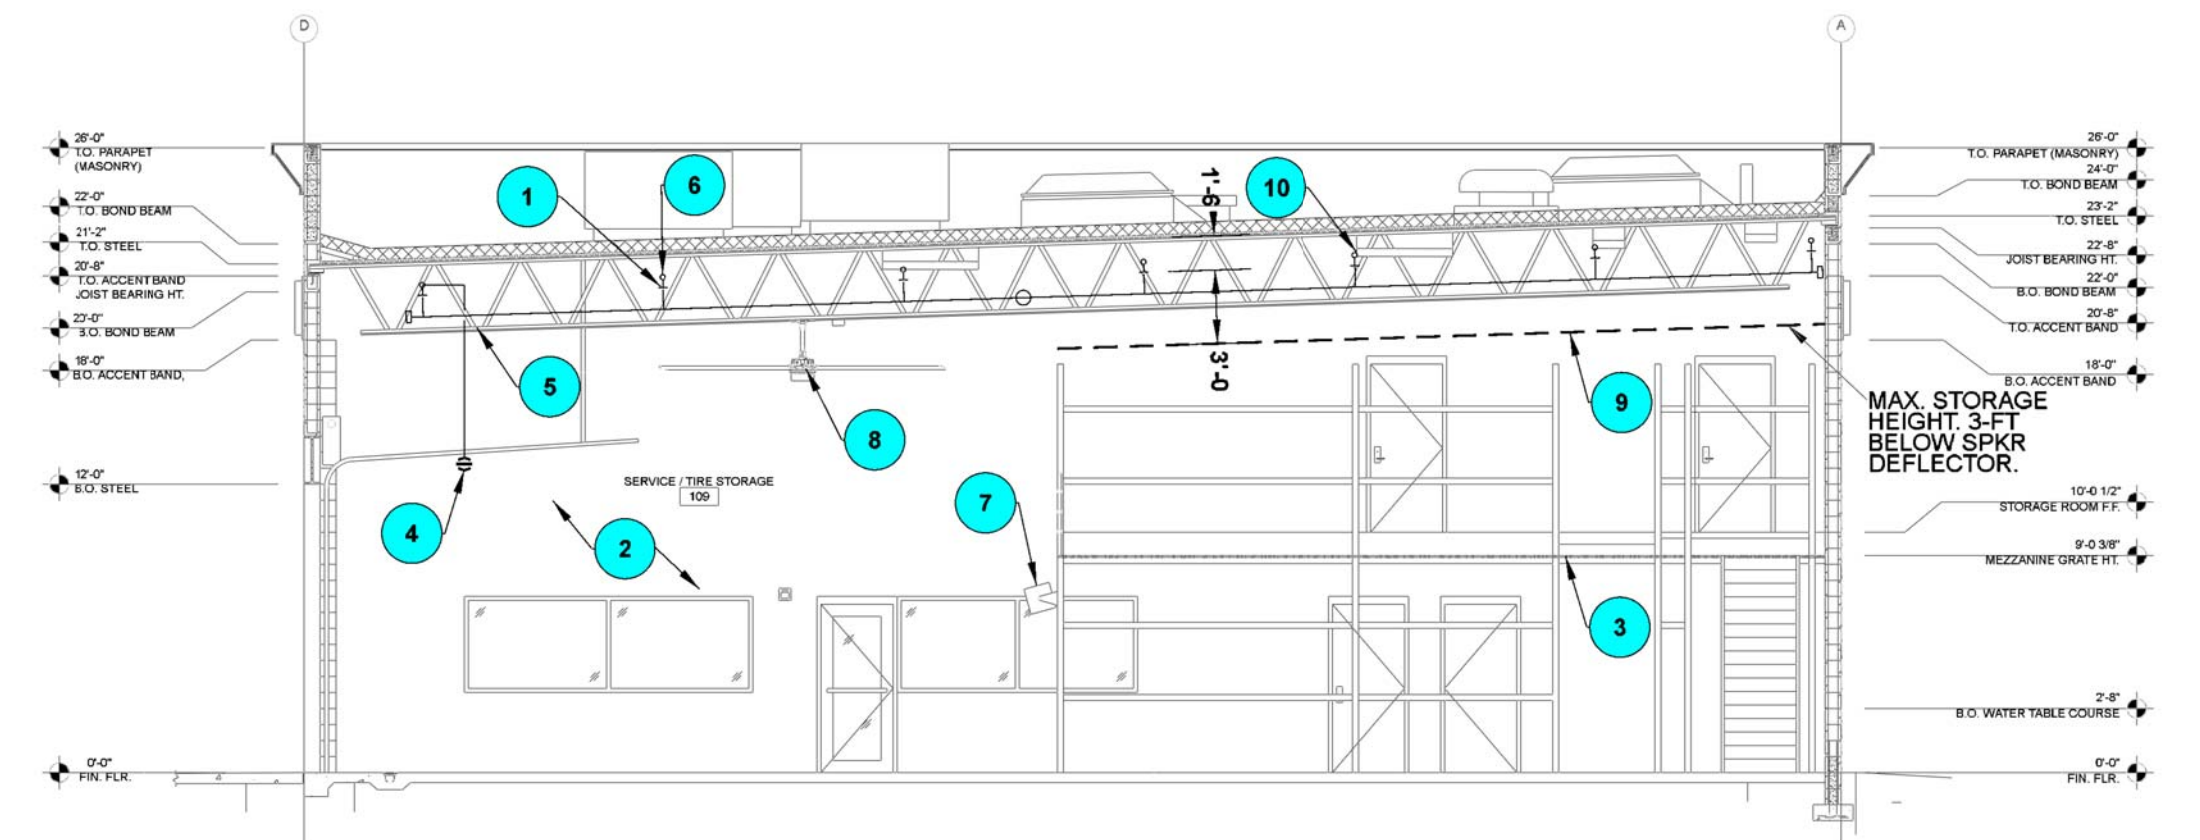 D
A
26'-0"
T.O. PARAPET
(MASONRY)
22'-0"
T.O. BOND BEAM
21'-2"
T.O. STEEL
20'-8"
T.O. ACCENT BAND
JOIST BEARING HT.
20'-0"
B.O. BOND BEAM
18'-0"
B.O. ACCENT BAND,
12'-0"
B.O. STEEL
0'-0"
FIN. FLR.
1
6
1'-6
10
5
8
3'-0
9
SERVICE / TIRE STORAGE
109
4
2
7
3
26'-0"
T.O. PARAPET (MASONRY)
24'-0"
T.O. BOND BEAM
23'-2"
T.O. STEEL
22'-8"
JOIST BEARING HT.
22'-0"
B.O. BOND BEAM
20'-8"
T.O. ACCENT BAND
18'-0"
B.O. ACCENT BAND
MAX. STORAGE
HEIGHT. 3-FT
BELOW SPKR
DEFLECTOR.
10'-0 1/2"
STORAGE ROOM F.F.
9'-0 3/8"
MEZZANINE GRATE HT.
2'-8"
B.O. WATER TABLE COURSE
0'-0"
FIN. FLR.